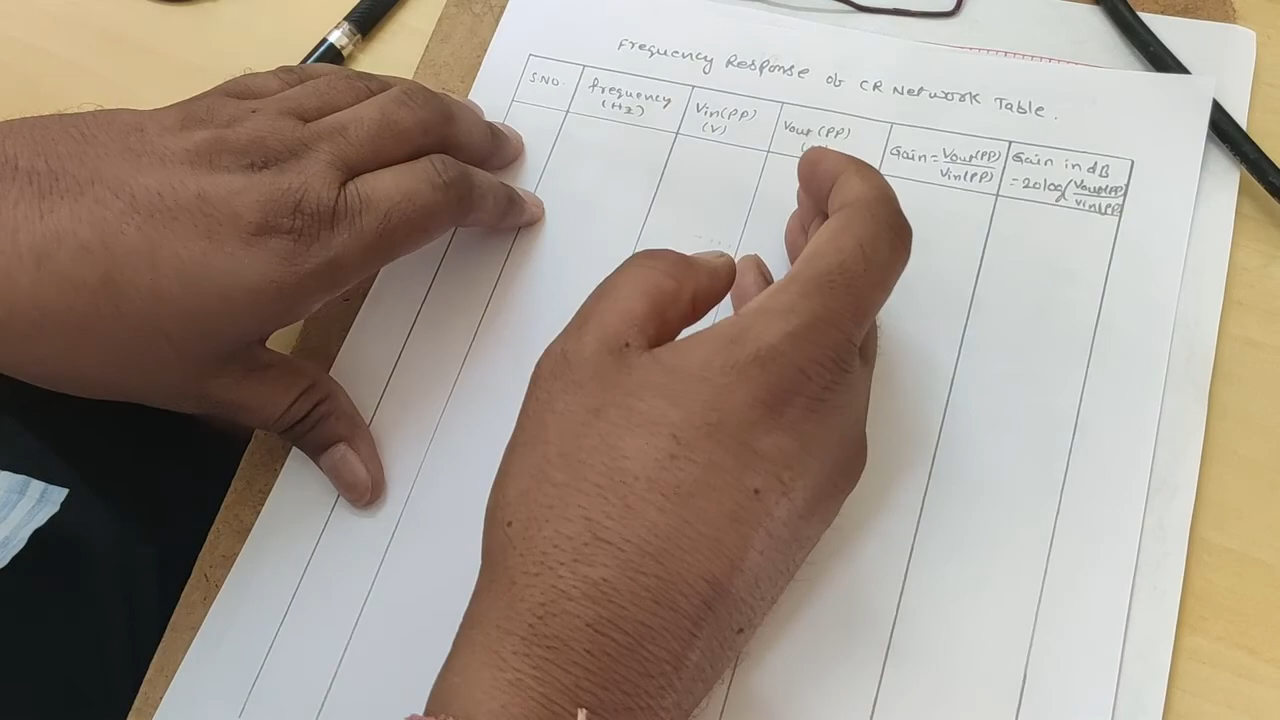 Frequency Response of CR Network Table.
S.NO.
frequency
(Hz)
Vin(PP)
(V)
Vout (PP)
Gain = Vout(PP)
Vin(PP)
Gain in dB
= 20log(Vout(PP)
Vin(PP)